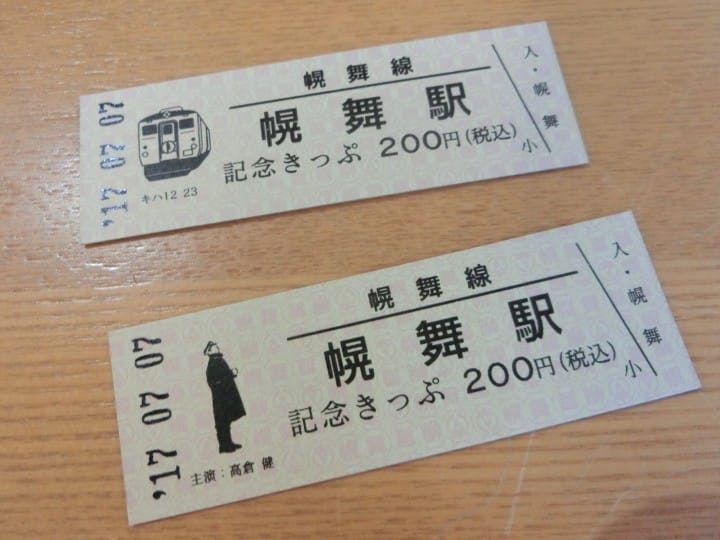 '17 07 07
キハ12 23
幌舞線
幌舞駅
記念きっぷ 200円(税込)
入・幌舞
小
'17 07 07
主演:高倉 健
幌舞線
幌舞駅
記念きっぷ 200円(税込)
入・幌舞
小